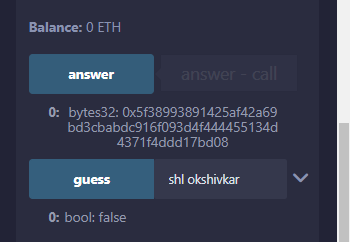 Balance: 0 ETH
answer answer - call
0: bytes32: 0x5f38993891425af42a69
bd3cbabdc916f093d4f444455134d
4371f4ddd17bd08
guess shl okshivkar
0: bool: false